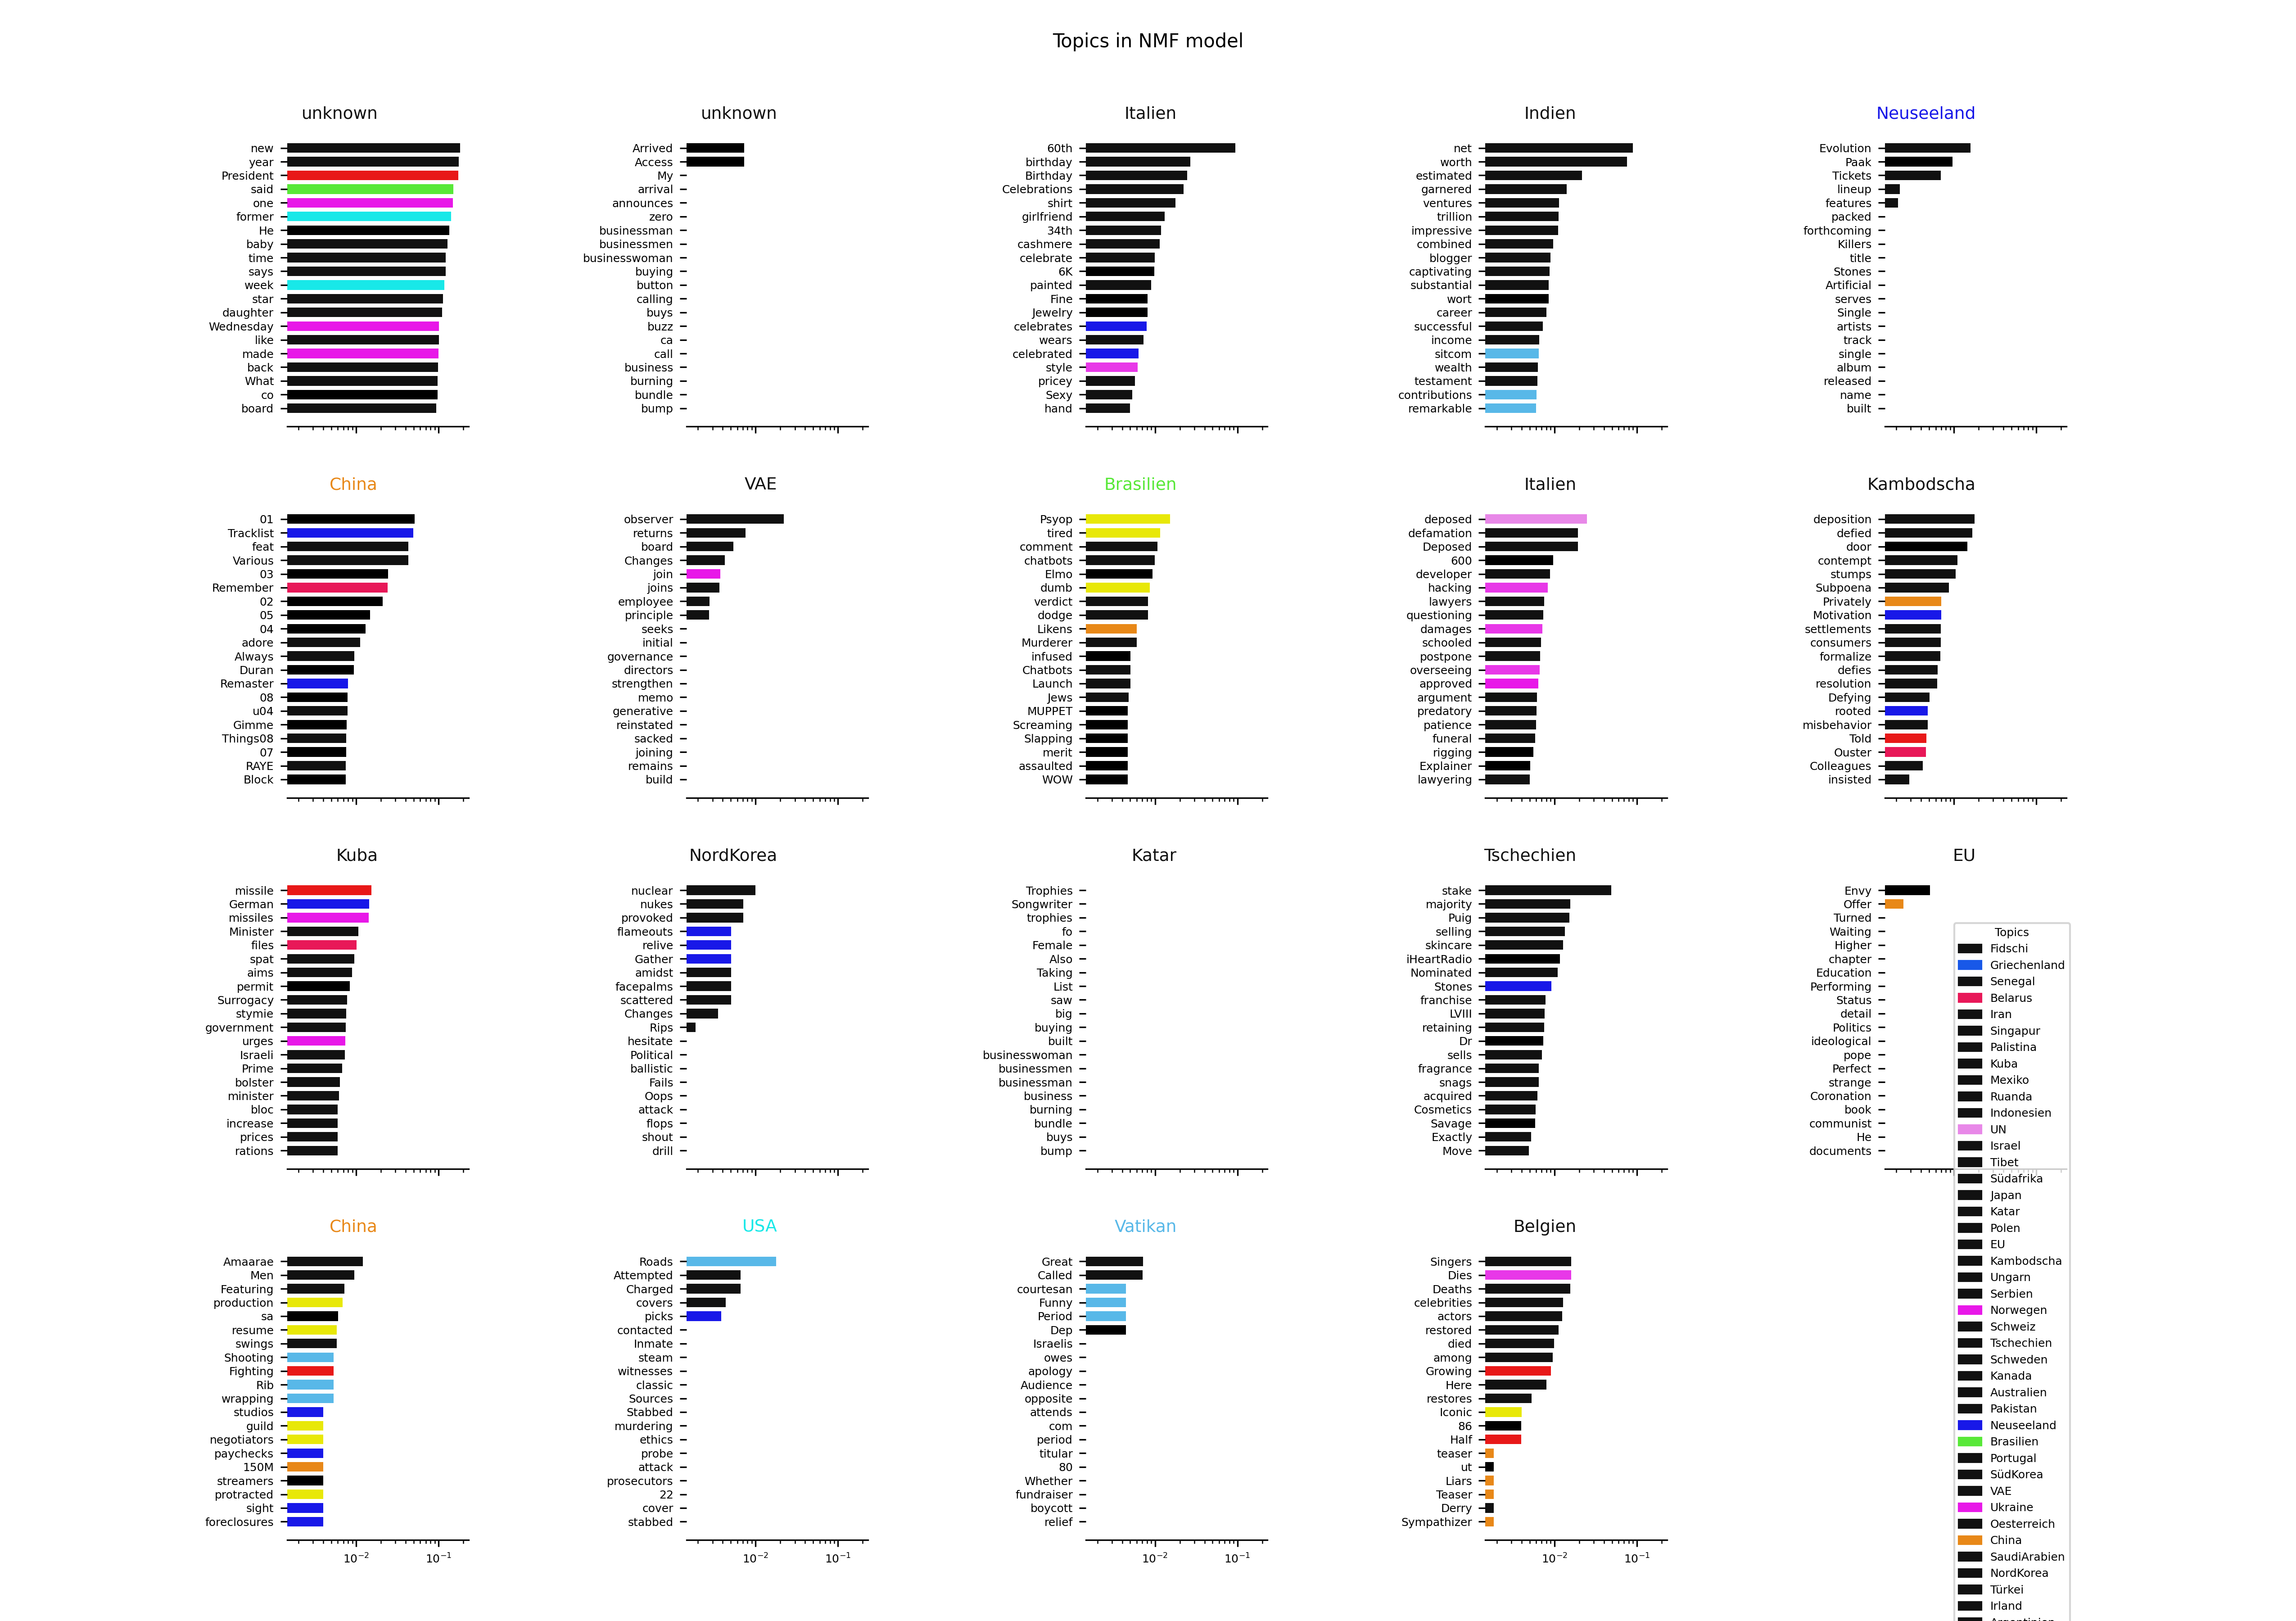 Topics in NMF model
unknown
new
year
President
said
one
former
He
baby
time
says
week
star
daughter
Wednesday
like
made
back
What
co
board
unknown
Arrived
Access
My
arrival
announces
zero
businessman
businessmen
businesswoman
buying
button
calling
buys
buzz
ca
call
business
burning
bundle
bump
Italien
60th
birthday
Birthday
Celebrations
shirt
girlfriend
34th
cashmere
celebrate
6K
painted
Fine
Jewelry
celebrates
wears
celebrated
style
pricey
Sexy
hand
Indien
net
worth
estimated
garnered
ventures
trillion
impressive
combined
blogger
captivating
substantial
wort
career
successful
income
sitcom
wealth
testament
contributions
remarkable
Neuseeland
Evolution
Paak
Tickets
lineup
features
packed
forthcoming
Killers
title
Stones
Artificial
serves
Single
artists
track
single
album
released
name
built
China
01
Tracklist
feat
Various
03
Remember
02
05
04
adore
Always
Duran
Remaster
08
u04
Gimme
Things08
07
RAYE
Block
VAE
observer
returns
board
Changes
join
joins
employee
principle
seeks
initial
governance
directors
strengthen
memo
generative
reinstated
sacked
joining
remains
build
Brasilien
Psyop
tired
comment
chatbots
Elmo
dumb
verdict
dodge
Likens
Murderer
infused
Chatbots
Launch
Jews
MUPPET
Screaming
Slapping
merit
assaulted
WOW
Italien
deposed
defamation
Deposed
600
developer
hacking
lawyers
questioning
damages
schooled
postpone
overseeing
approved
argument
predatory
patience
funeral
rigging
Explainer
lawyering
Kambodscha
deposition
defied
door
contempt
stumps
Subpoena
Privately
Motivation
settlements
consumers
formalize
defies
resolution
Defying
rooted
misbehavior
Told
Ouster
Colleagues
insisted
Kuba
missile
German
missiles
Minister
files
spat
aims
permit
Surrogacy
stymie
government
urges
Israeli
Prime
bolster
minister
bloc
increase
prices
rations
NordKorea
nuclear
nukes
provoked
flameouts
relive
Gather
amidst
facepalms
scattered
Changes
Rips
hesitate
Political
ballistic
Fails
Oops
attack
flops
shout
drill
Katar
Trophies
Songwriter
trophies
fo
Female
Also
Taking
List
saw
big
buying
built
businesswoman
businessmen
businessman
business
burning
bundle
buys
bump
Tschechien
stake
majority
Puig
selling
skincare
iHeartRadio
Nominated
Stones
franchise
LVIII
retaining
Dr
sells
fragrance
snags
acquired
Cosmetics
Savage
Exactly
Move
EU
Envy
Offer
Turned
Waiting
Higher
chapter
Education
Performing
Status
detail
Politics
ideological
pope
Perfect
strange
Coronation
book
communist
He
documents
China
Amaarae
Men
Featuring
production
sa
resume
swings
Shooting
Fighting
Rib
wrapping
studios
guild
negotiators
paychecks
150M
streamers
protracted
sight
foreclosures
10⁻² 10⁻¹
USA
Roads
Attempted
Charged
covers
picks
contacted
Inmate
steam
witnesses
classic
Sources
Stabbed
murdering
ethics
probe
attack
prosecutors
22
cover
stabbed
10⁻² 10⁻¹
Vatikan
Great
Called
courtesan
Funny
Period
Dep
Israelis
owes
apology
Audience
opposite
attends
com
period
titular
80
Whether
fundraiser
boycott
relief
10⁻² 10⁻¹
Belgien
Singers
Dies
Deaths
celebrities
actors
restored
died
among
Growing
Here
restores
Iconic
86
Half
teaser
ut
Liars
Teaser
Derry
Sympathizer
10⁻² 10⁻¹
Topics
Fidschi
Griechenland
Senegal
Belarus
Iran
Singapur
Palistina
Kuba
Mexiko
Ruanda
Indonesien
UN
Israel
Tibet
Südafrika
Japan
Katar
Polen
EU
Kambodscha
Ungarn
Serbien
Norwegen
Schweiz
Tschechien
Schweden
Kanada
Australien
Pakistan
Neuseeland
Brasilien
Portugal
SüdKorea
VAE
Ukraine
Oesterreich
China
SaudiArabien
NordKorea
Türkei
Irland